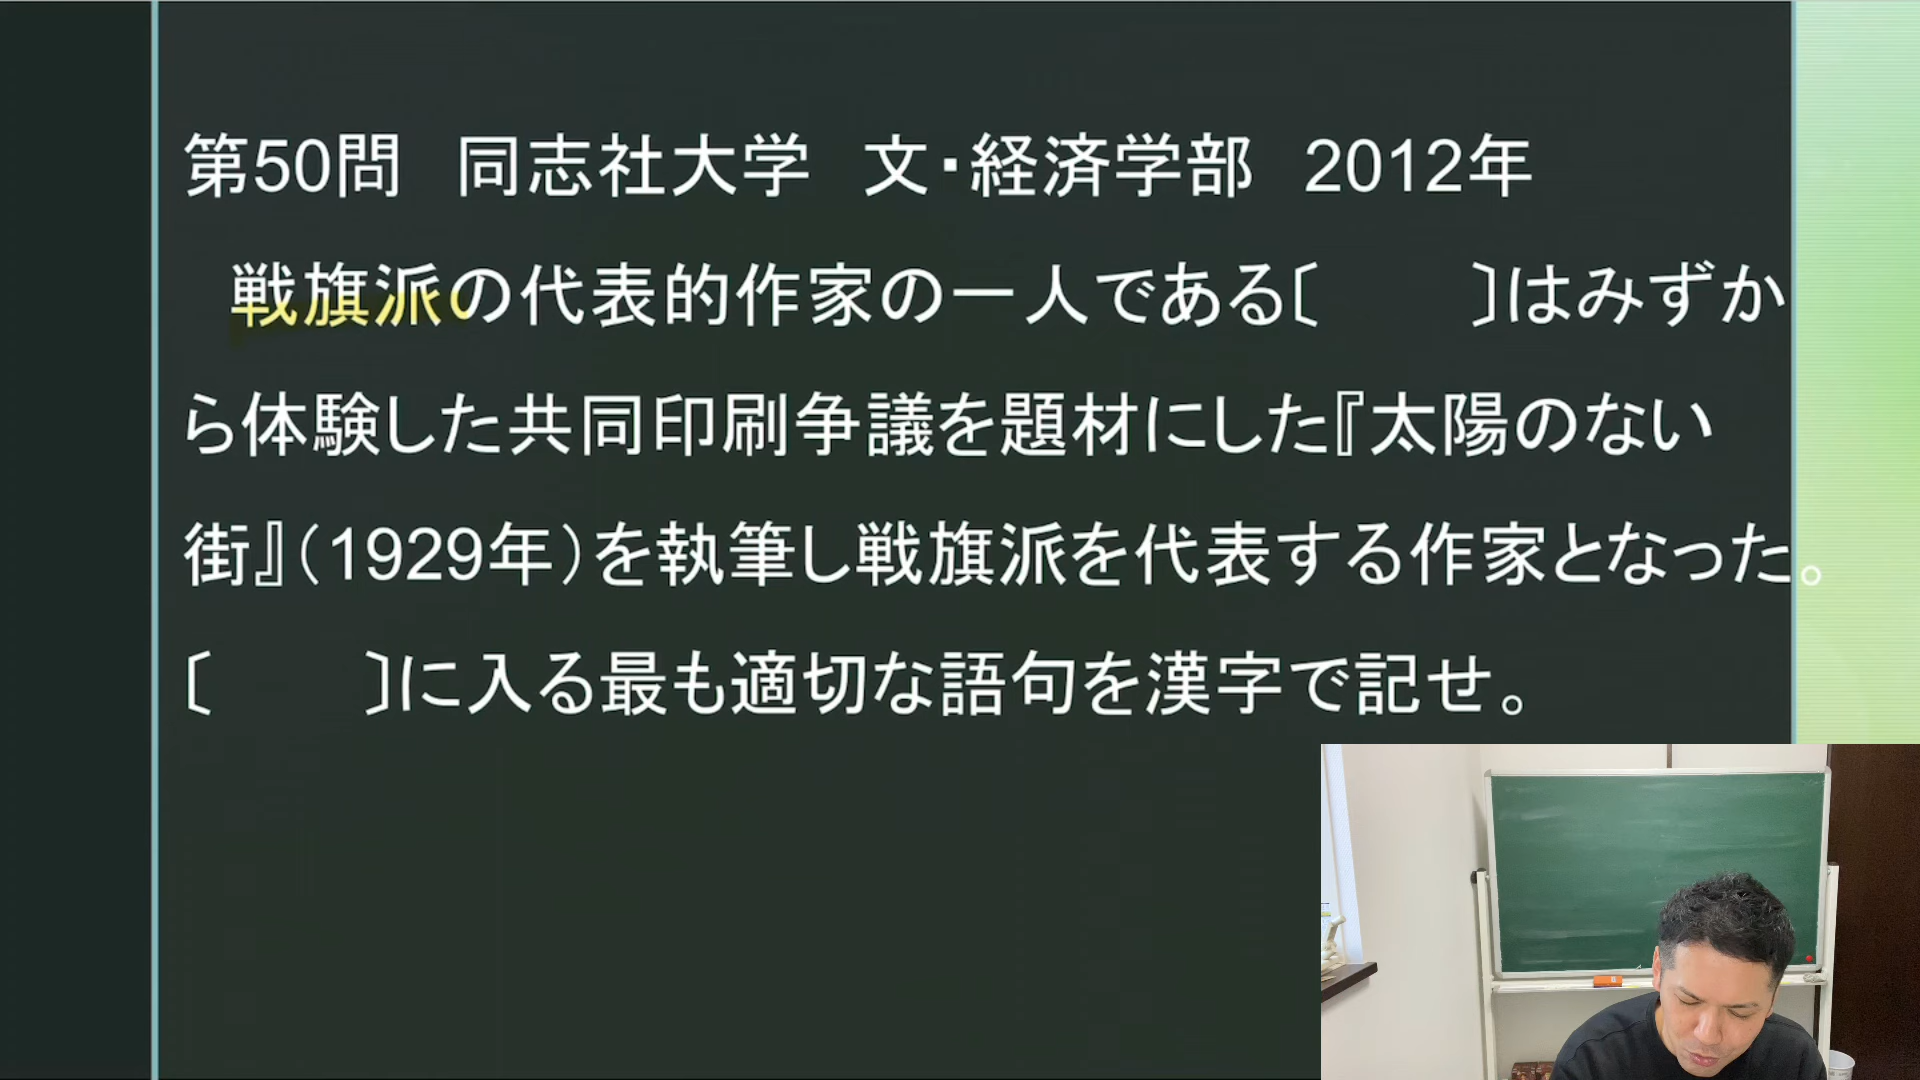 第50問　同志社大学　文・経済学部　2012年
戦旗派の代表的作家の一人である〔　　〕はみずか
ら体験した共同印刷争議を題材にした『太陽のない
街』（1929年）を執筆し戦旗派を代表する作家となった。
〔　　〕に入る最も適切な語句を漢字で記せ。